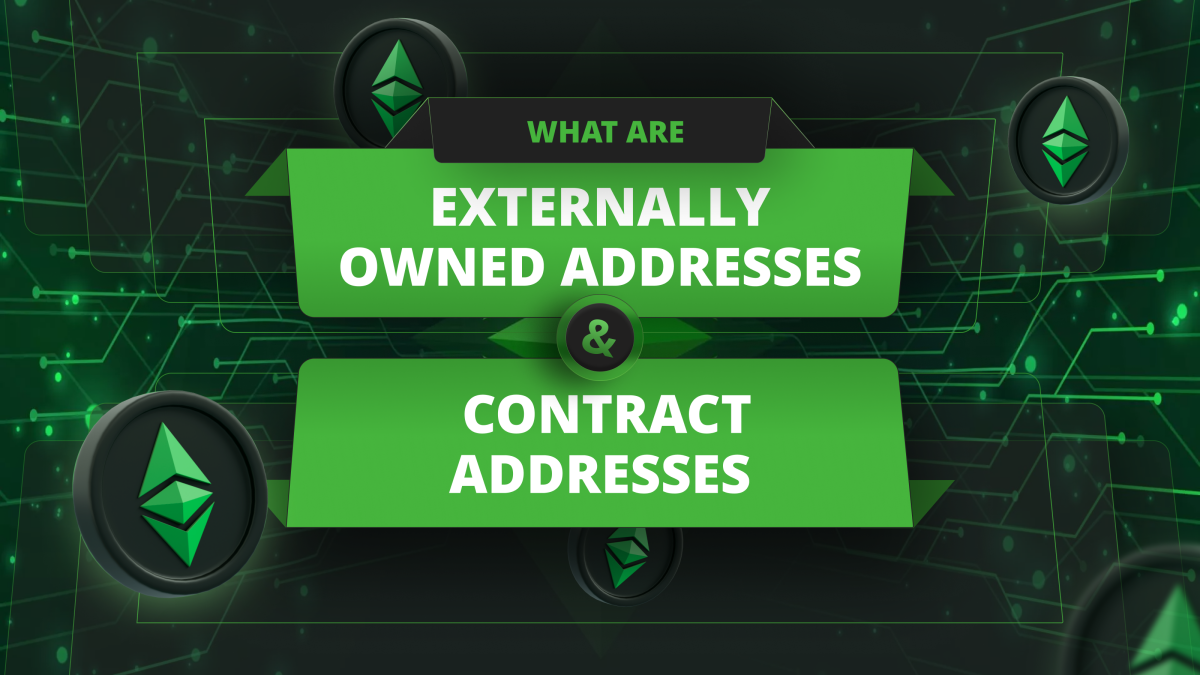 WHAT ARE
EXTERNALLY
OWNED ADDRESSES
&
CONTRACT
ADDRESSES